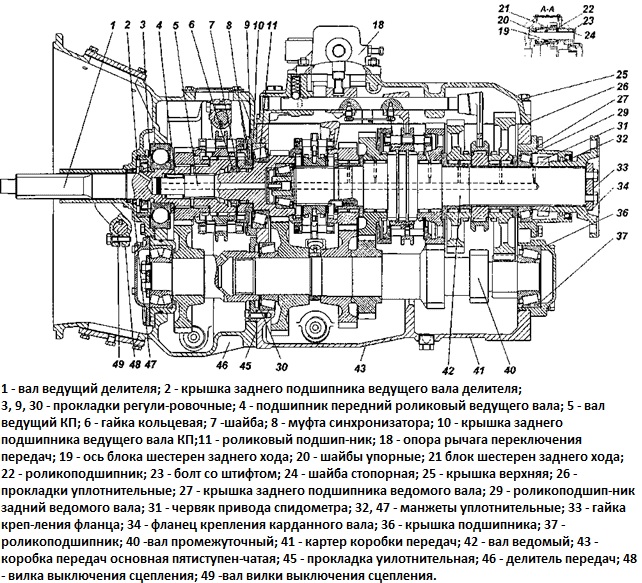 1 2 3 4 5 6 7 8 9 10 11 18
А-А
21 22
20 23
19 24
25
26
27
29
31
32
33
34
36
37
49 48 47 46 45 30 43 42 41 40
1 - вал ведущий делителя; 2 - крышка заднего подшипника ведущего вала делителя;
3, 9, 30 - прокладки регули-ровочные; 4 - подшипник передний роликовый ведущего вала; 5 - вал
ведущий КП; 6 - гайка кольцевая; 7 -шайба; 8 - муфта синхронизатора; 10 - крышка заднего
подшипника ведущего вала КП;11 - роликовый подшип-ник; 18 - опора рычага переключения
передач; 19 - ось блока шестерен заднего хода; 20 - шайбы упорные; 21 блок шестерен заднего хода;
22 - роликоподшипник; 23 - болт со штифтом; 24 - шайба стопорная; 25 - крышка верхняя; 26 -
прокладки уплотнительные; 27 - крышка заднего подшипника ведомого вала; 29 - роликоподшип-ник
задний ведомого вала; 31 - червяк привода спидометра; 32, 47 - манжеты уплотнительные; 33 - гайка
креп-ления фланца; 34 - фланец крепления карданного вала; 36 - крышка подшипника; 37 -
роликоподшипник; 40 -вал промежуточный; 41 - картер коробки передач; 42 - вал ведомый; 43 -
коробка передач основная пятиступен-чатая; 45 - прокладка уилотнительная; 46 - делитель передач; 48
- вилка выключения сцепления; 49 -вал вилки выключения сцепления.